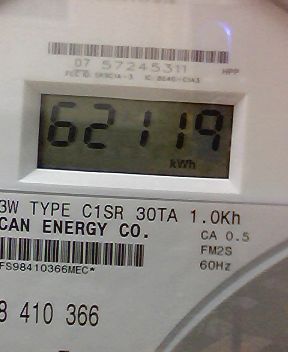 07 57245311 HPP
62119
kWh
3W TYPE C1SR 30TA 1.0Kh
CAN ENERGY CO.
CA 0.5
FM2S
FS98410366MEC*
60Hz
8 410 366